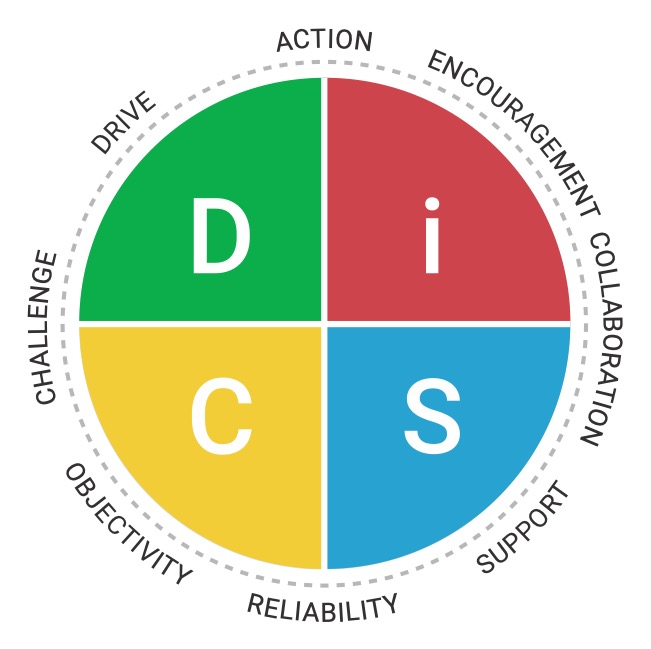 ACTION
ENCOURAGEMENT
COLLABORATION
SUPPORT
RELIABILITY
OBJECTIVITY
CHALLENGE
DRIVE
D
i
C
S